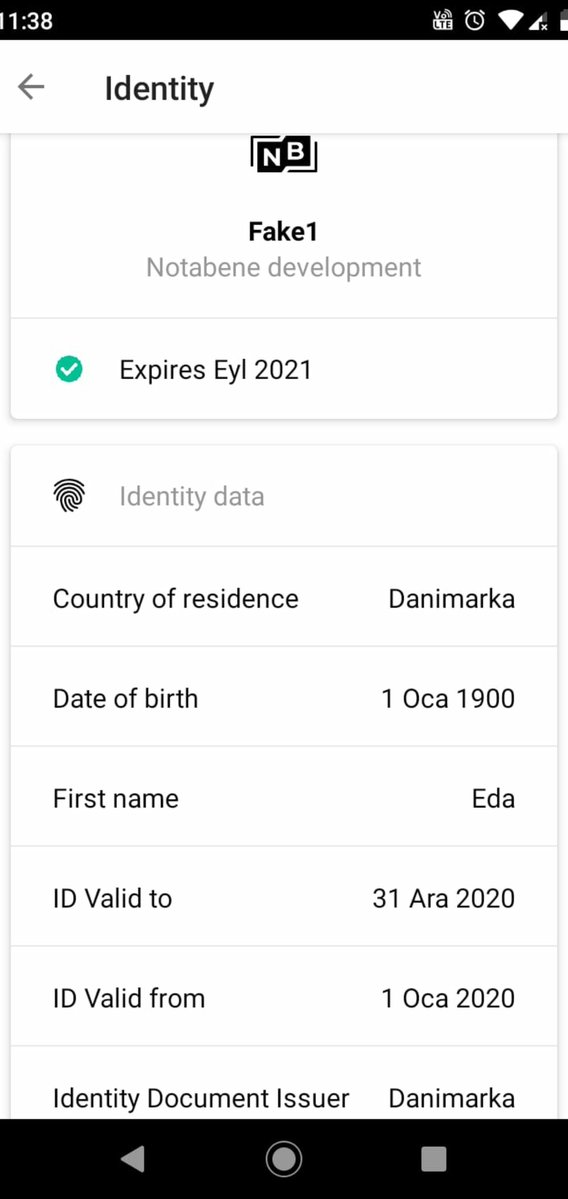 11:38
Vo)) LTE
Identity
NB
Fake1
Notabene development
Expires Eyl 2021
Identity data
Country of residence Danimarka
Date of birth 1 Oca 1900
First name Eda
ID Valid to 31 Ara 2020
ID Valid from 1 Oca 2020
Identity Document Issuer Danimarka